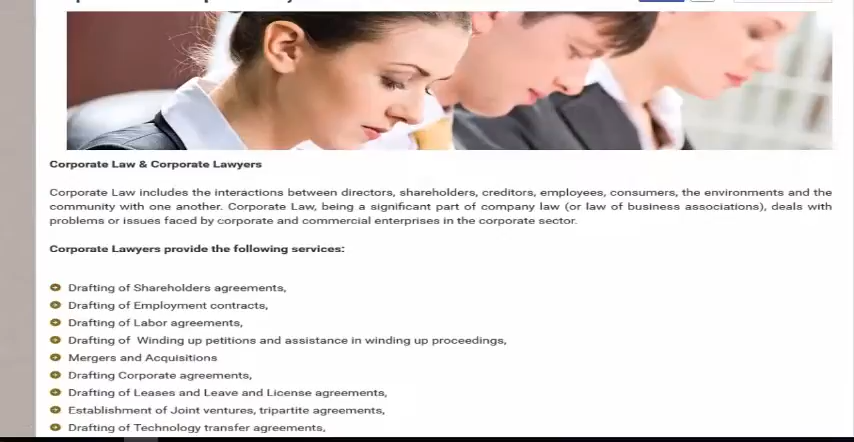 Corporate Law & Corporate Lawyers
Corporate Law includes the interactions between directors, shareholders, creditors, employees, consumers, the environments and the
community with one another. Corporate Law, being a significant part of company law (or law of business associations), deals with
problems or issues faced by corporate and commercial enterprises in the corporate sector.
Corporate Lawyers provide the following services:
Drafting of Shareholders agreements,
Drafting of Employment contracts,
Drafting of Labor agreements,
Drafting of Winding up petitions and assistance in winding up proceedings,
Mergers and Acquisitions
Drafting Corporate agreements,
Drafting of Leases and Leave and License agreements,
Establishment of Joint ventures, tripartite agreements,
Drafting of Technology transfer agreements,